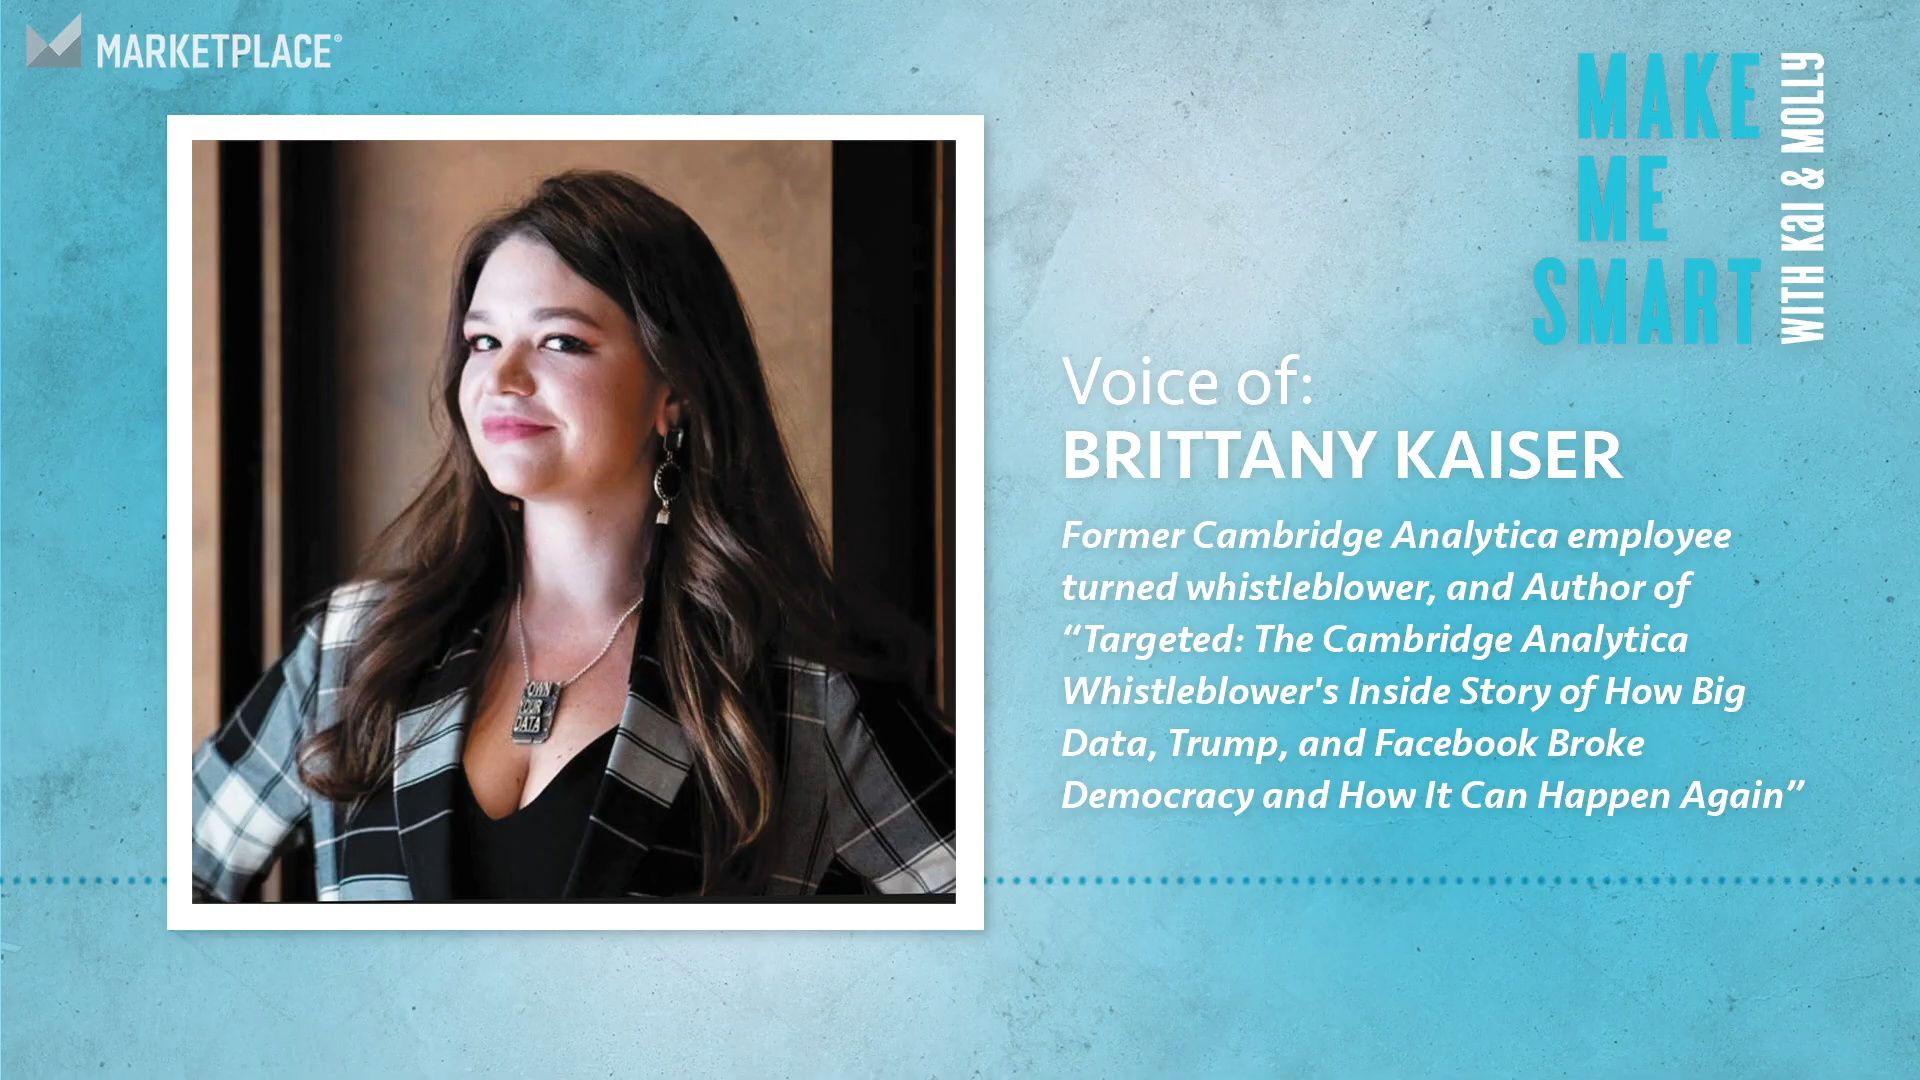 MARKETPLACE®
MAKE
ME
SMART
WITH Kai & MOLLY
Voice of:
BRITTANY KAISER
Former Cambridge Analytica employee
turned whistleblower, and Author of
“Targeted: The Cambridge Analytica
Whistleblower's Inside Story of How Big
Data, Trump, and Facebook Broke
Democracy and How It Can Happen Again”
OWN
YOUR
DATA